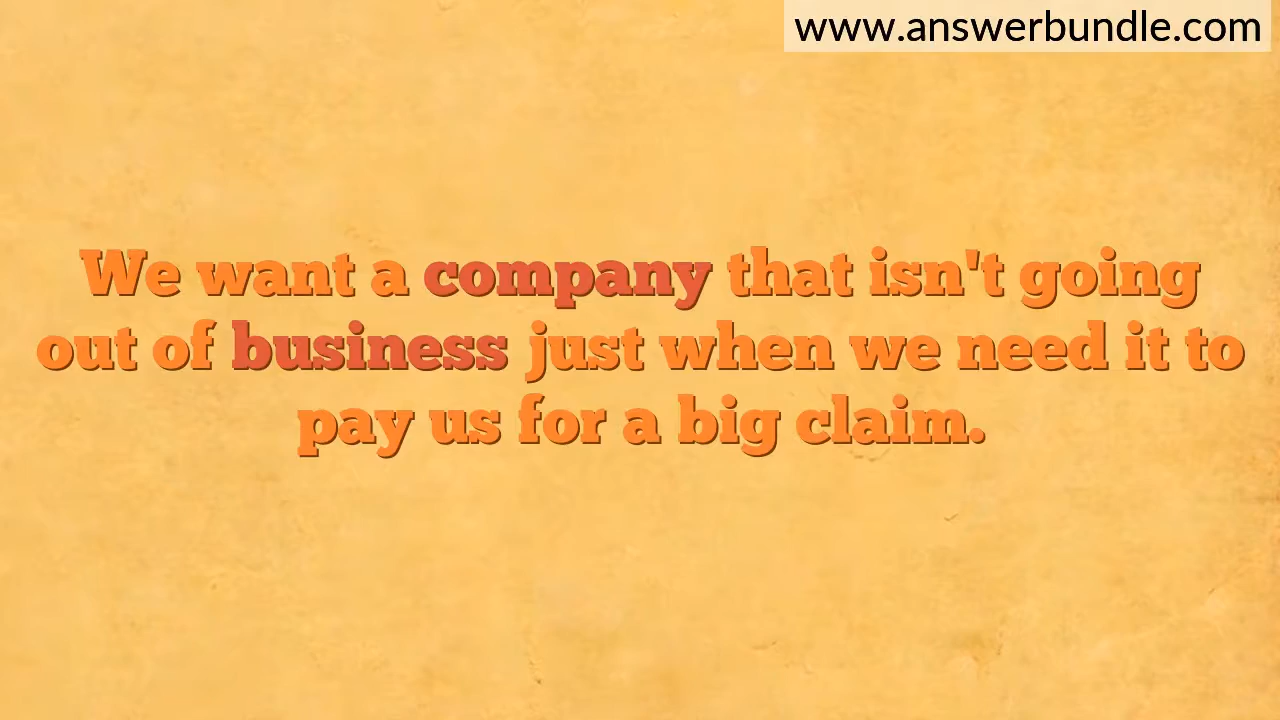 www.answerbundle.com
We want a company that isn't going
out of business just when we need it to
pay us for a big claim.